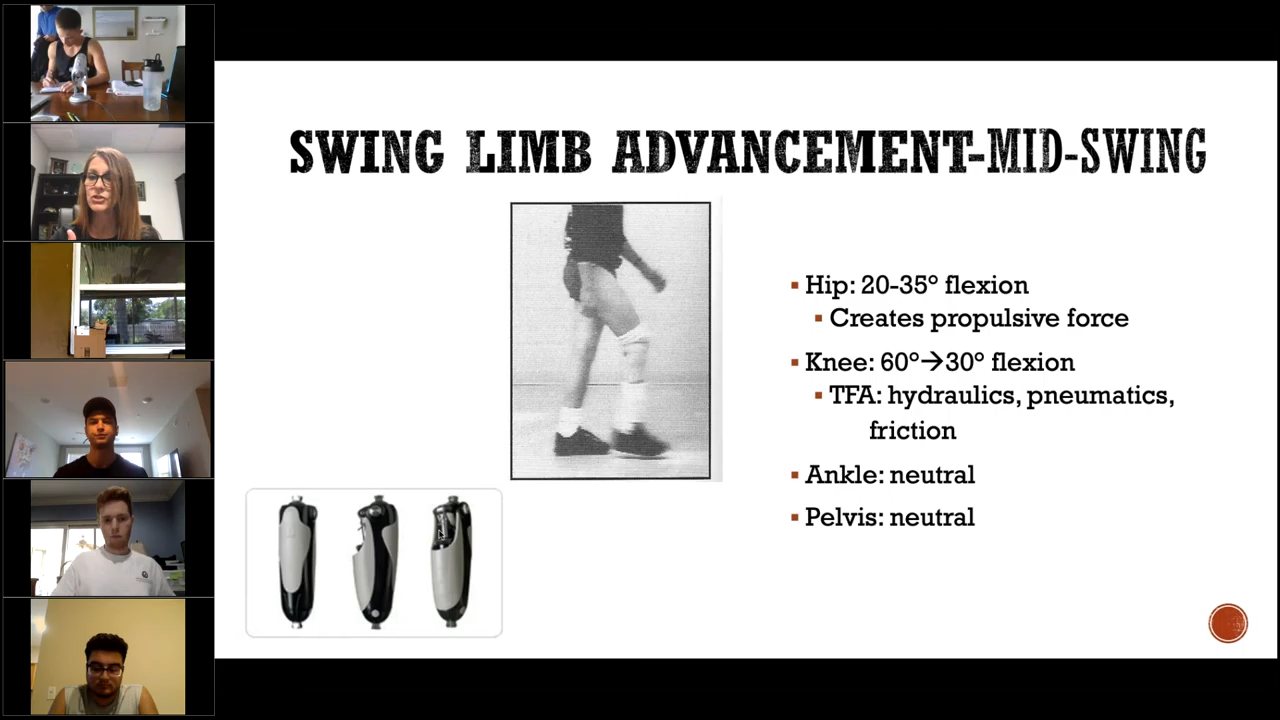 SWING LIMB ADVANCEMENT-MID-SWING
▪ Hip: 20-35° flexion
▪ Creates propulsive force
▪ Knee: 60°→30° flexion
▪ TFA: hydraulics, pneumatics,
friction
▪ Ankle: neutral
▪ Pelvis: neutral